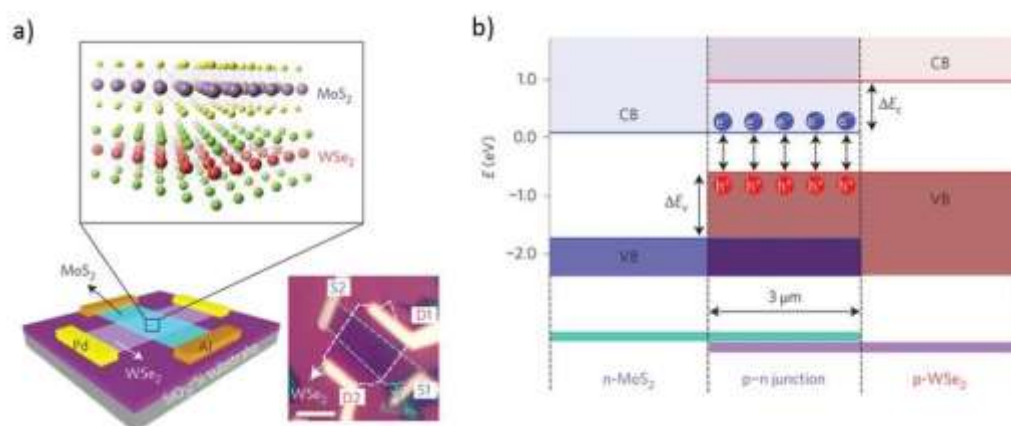 a)
MoS₂
WSe₂
MoS₂
Pd
Al
WSe₂
S2
D1
WSe₂
D2
S1
b)
E (eV)
1.0
0.0
−1.0
−2.0
CB
CB
ΔE꜀
e⁻ e⁻ e⁻ e⁻ e⁻
h⁺ h⁺ h⁺ h⁺ h⁺
ΔEᵥ
VB
VB
3 μm
n-MoS₂
p–n junction
p-WSe₂